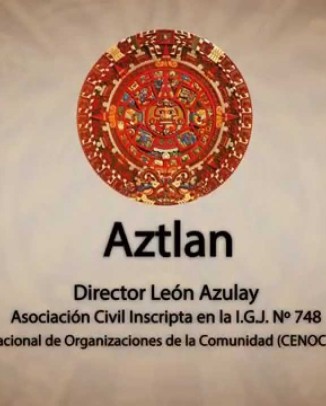 Aztlan
Director León Azulay
Asociación Civil Inscripta en la I.G.J. Nº 748
acional de Organizaciones de la Comunidad (CENOC